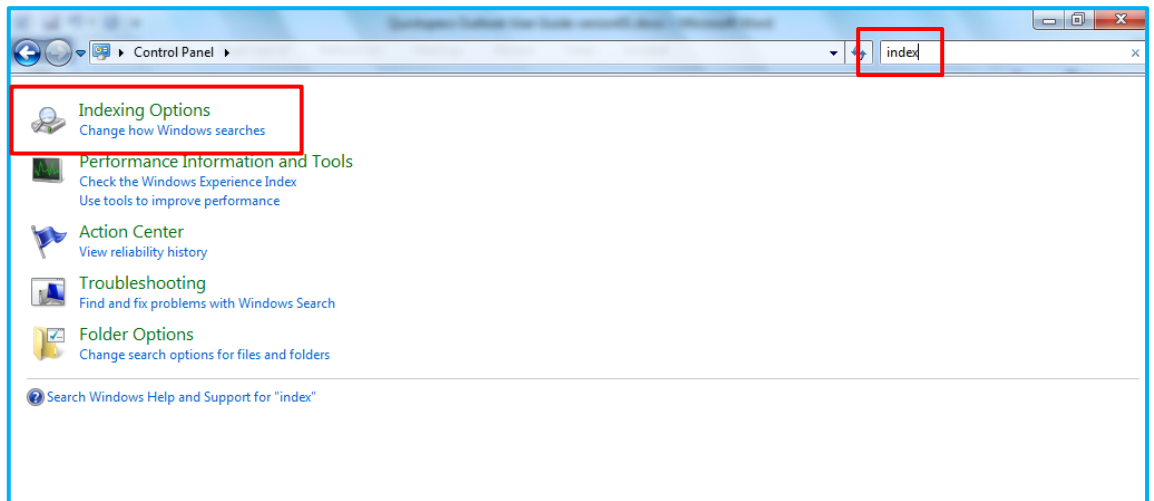 Control Panel
index
Indexing Options
Change how Windows searches
Performance Information and Tools
Check the Windows Experience Index
Use tools to improve performance
Action Center
View reliability history
Troubleshooting
Find and fix problems with Windows Search
Folder Options
Change search options for files and folders
Search Windows Help and Support for "index"